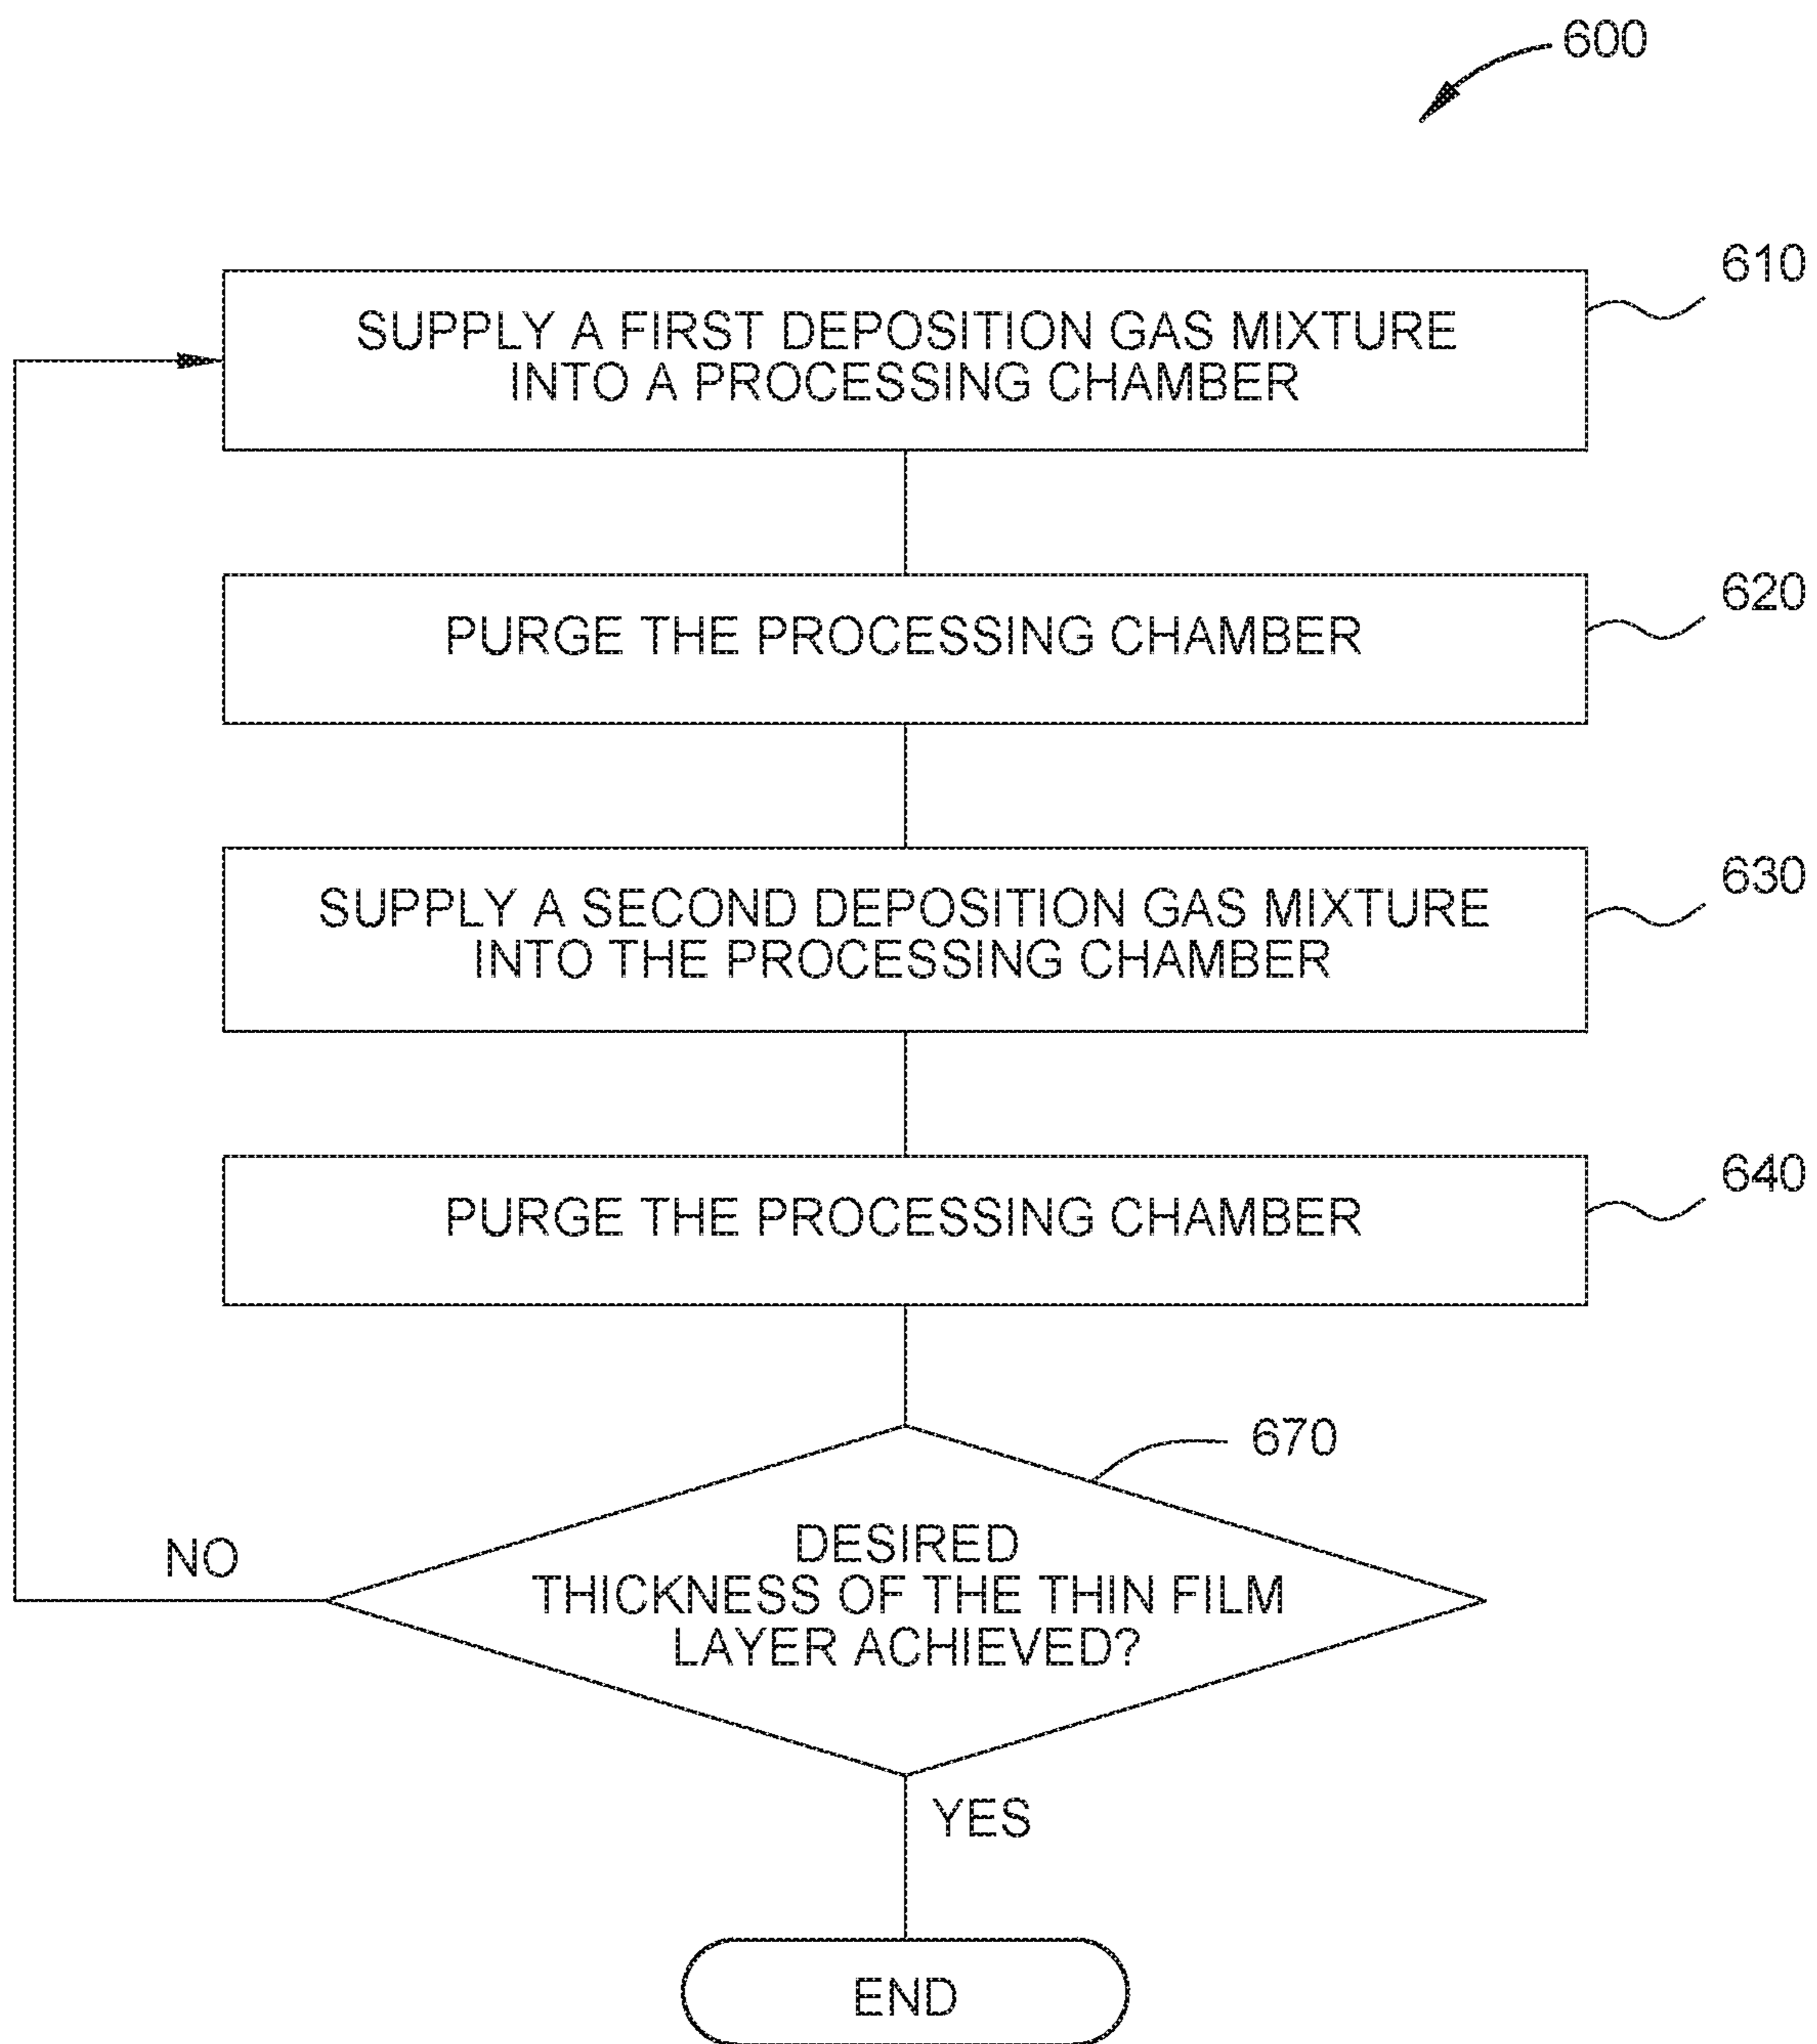 600
610
SUPPLY A FIRST DEPOSITION GAS MIXTURE
INTO A PROCESSING CHAMBER
620
PURGE THE PROCESSING CHAMBER
630
SUPPLY A SECOND DEPOSITION GAS MIXTURE
INTO THE PROCESSING CHAMBER
640
PURGE THE PROCESSING CHAMBER
670
DESIRED
THICKNESS OF THE THIN FILM
LAYER ACHIEVED?
NO
YES
END